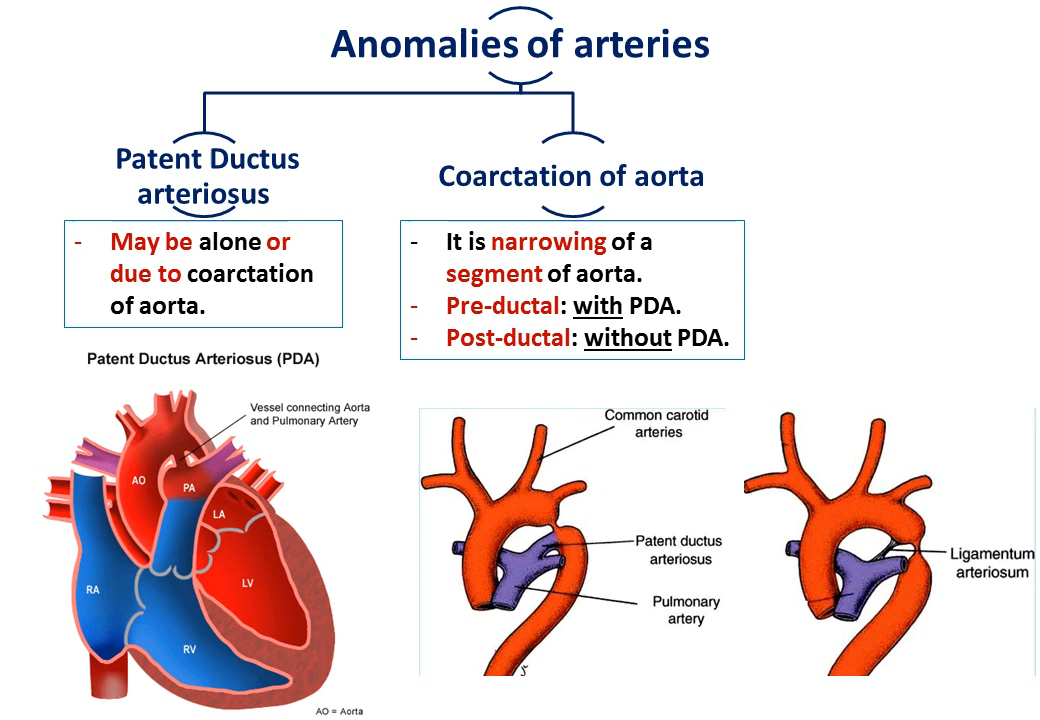 Anomalies of arteries
Patent Ductus
arteriosus
- May be alone or
due to coarctation
of aorta.
Coarctation of aorta
- It is narrowing of a
segment of aorta.
- Pre-ductal: with PDA.
- Post-ductal: without PDA.
Patent Ductus Arteriosus (PDA)
Vessel connecting Aorta
and Pulmonary Artery
AO
PA
LA
LV
RA
RV
AO = Aorta
Common carotid
arteries
Patent ductus
arteriosus
Pulmonary
artery
Ligamentum
arteriosum